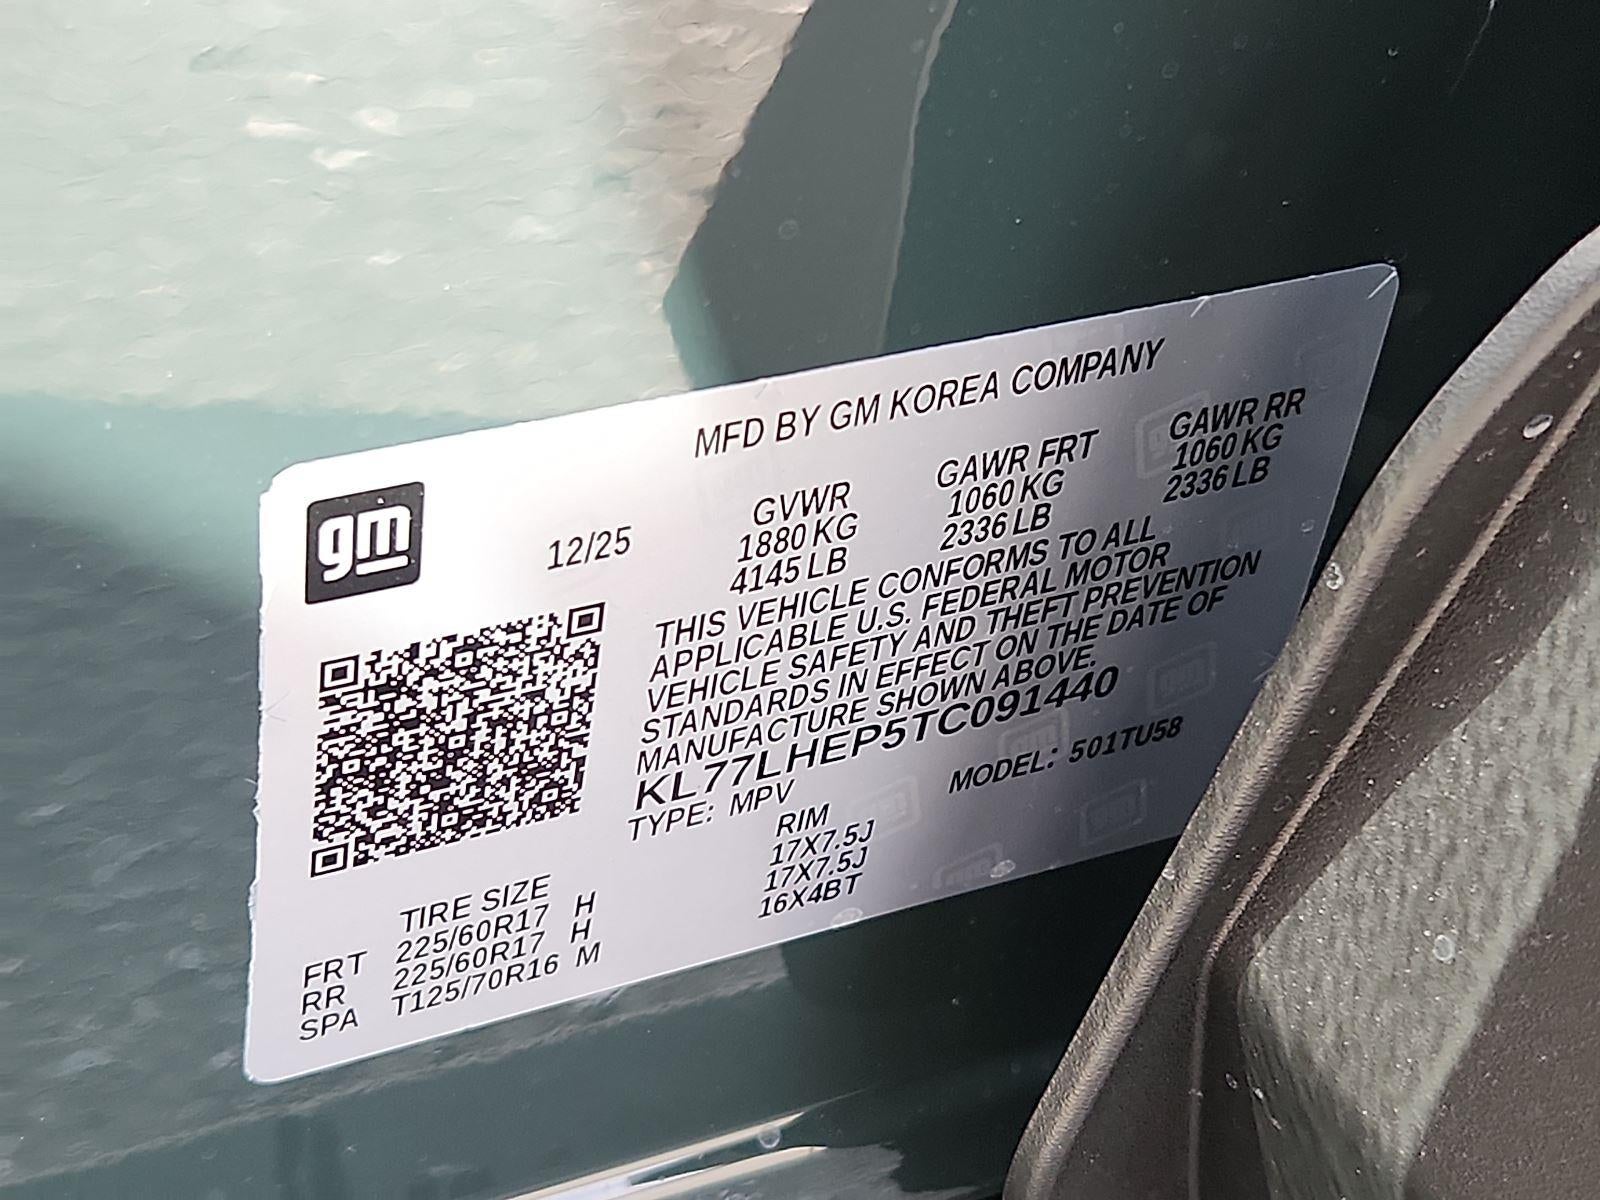 MFD BY GM KOREA COMPANY
gm
12/25
GVWR GAWR FRT GAWR RR
1880 KG 1060 KG 1060 KG
4145 LB 2336 LB 2336 LB
THIS VEHICLE CONFORMS TO ALL
APPLICABLE U.S. FEDERAL MOTOR
VEHICLE SAFETY AND THEFT PREVENTION
STANDARDS IN EFFECT ON THE DATE OF
MANUFACTURE SHOWN ABOVE.
KL77LHEP5TC091440
TYPE: MPV MODEL: 501TU58
TIRE SIZE RIM
FRT 225/60R17 H 17X7.5J
RR 225/60R17 H 17X7.5J
SPA T125/70R16 M 16X4BT